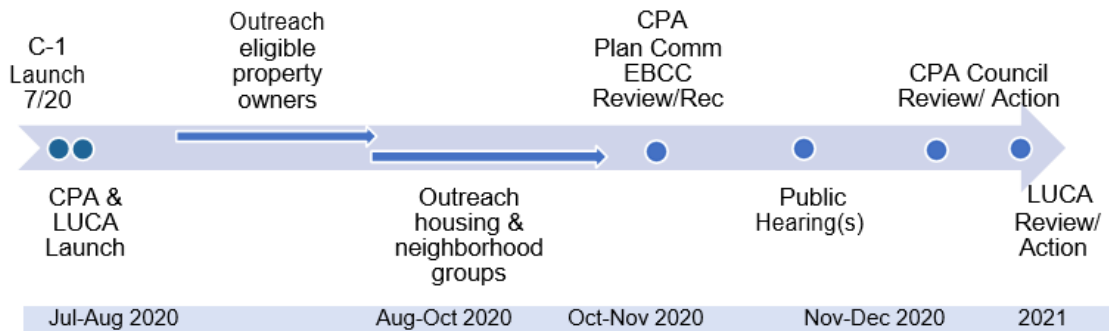 C-1
Launch
7/20
Outreach
eligible
property
owners
CPA
Plan Comm
EBCC
Review/Rec
CPA Council
Review/ Action
CPA &
LUCA
Launch
Outreach
housing &
neighborhood
groups
Public
Hearing(s)
LUCA
Review/
Action
Jul-Aug 2020
Aug-Oct 2020
Oct-Nov 2020
Nov-Dec 2020
2021